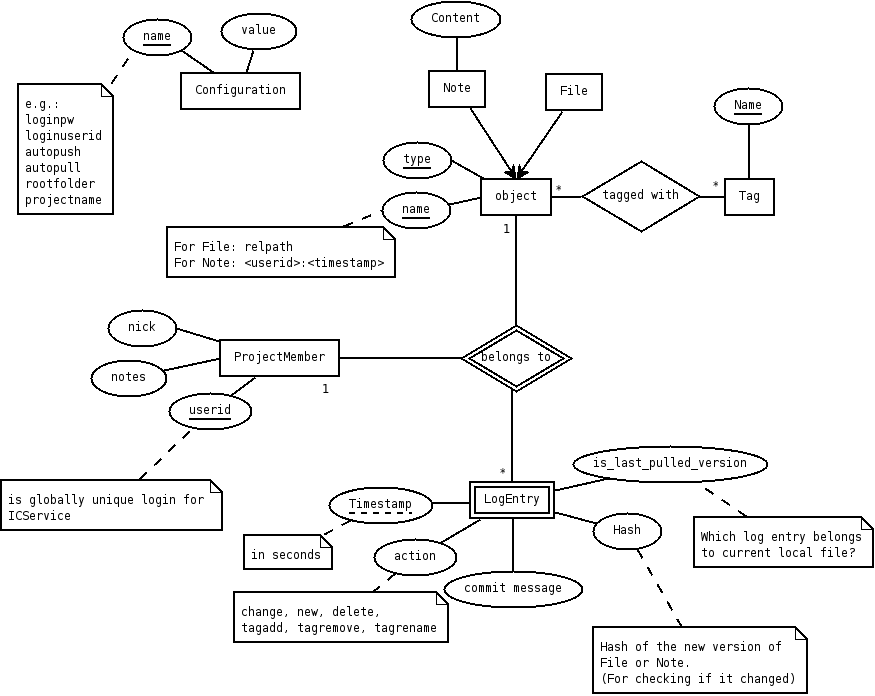 Content
name
value
Configuration
Note
File
e.g.:
loginpw
loginuserid
autopush
autopull
rootfolder
projectname
Name
type
object
*
tagged with
*
Tag
name
1
For File: relpath
For Note: <userid>:<timestamp>
nick
ProjectMember
belongs to
notes
1
userid
is globally unique login for
ICService
*
is_last_pulled_version
LogEntry
Timestamp
Hash
Which log entry belongs
to current local file?
in seconds
action
commit message
change, new, delete,
tagadd, tagremove, tagrename
Hash of the new version of
File or Note.
(For checking if it changed)